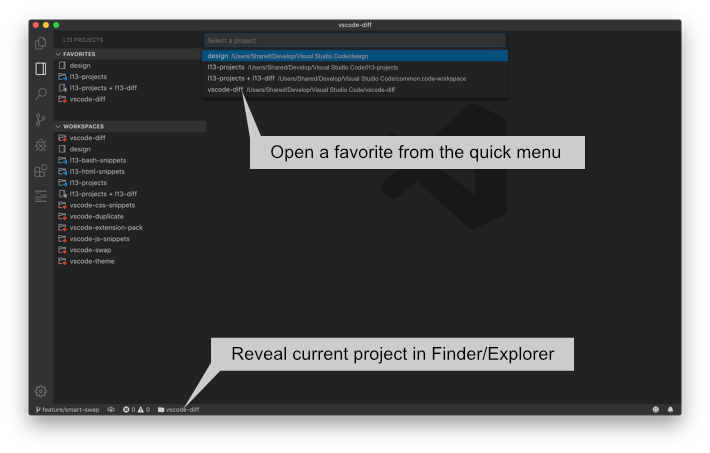 vscode-diff
L13 PROJECTS
FAVORITES
design
l13-projects
l13-projects + l13-diff
vscode-diff
WORKSPACES
vscode-diff
design
l13-bash-snippets
l13-html-snippets
l13-projects
l13-projects + l13-diff
vscode-css-snippets
vscode-duplicate
vscode-extension-pack
vscode-js-snippets
vscode-swap
vscode-theme
Select a project
design /Users/Shared/Develop/Visual Studio Code/design
l13-projects /Users/Shared/Develop/Visual Studio Code/l13-projects
l13-projects + l13-diff /Users/Shared/Develop/Visual Studio Code/common.code-workspace
vscode-diff /Users/Shared/Develop/Visual Studio Code/vscode-diff
Open a favorite from the quick menu
Reveal current project in Finder/Explorer
feature/smart-swap 0 0 vscode-diff